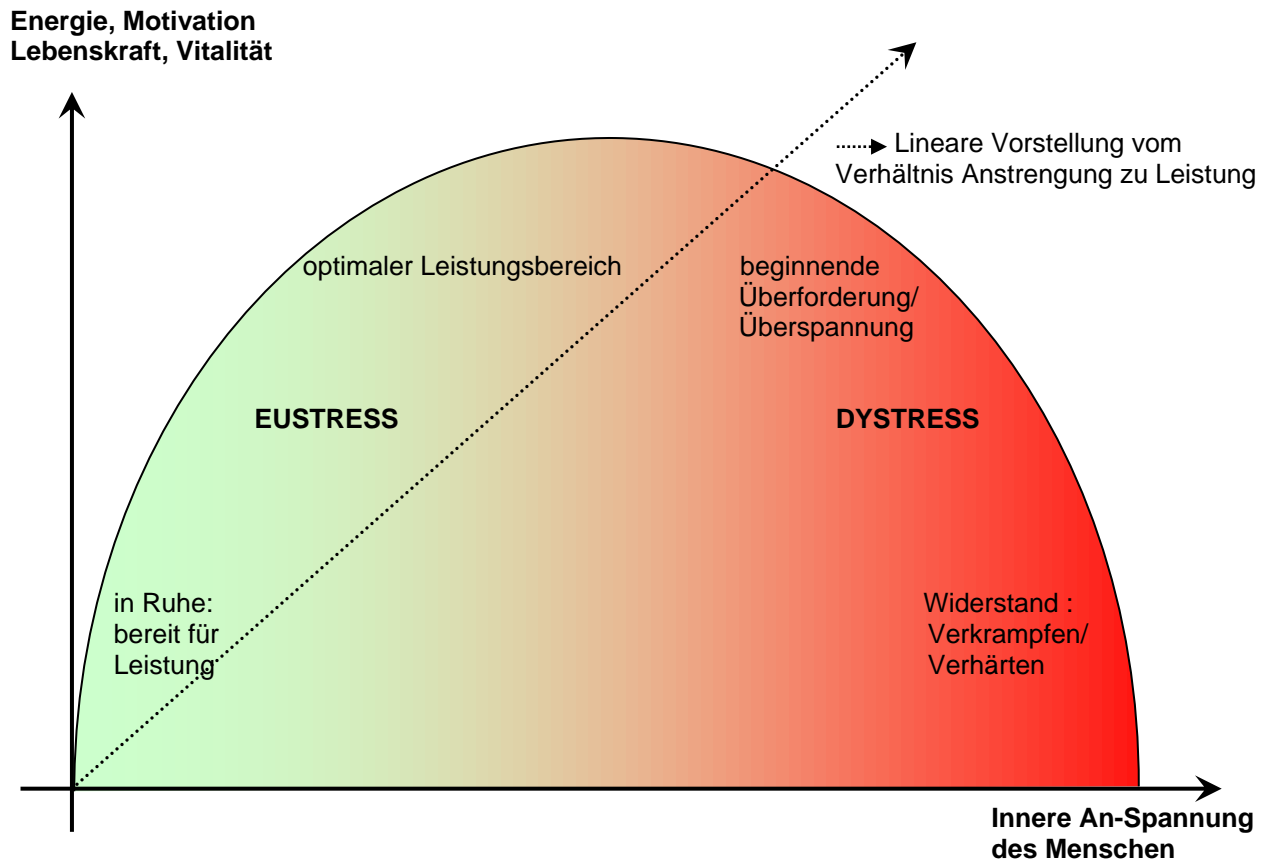 Energie, Motivation
Lebenskraft, Vitalität
Lineare Vorstellung vom
Verhältnis Anstrengung zu Leistung
optimaler Leistungsbereich
beginnende
Überforderung/
Überspannung
EUSTRESS
DYSTRESS
in Ruhe:
bereit für
Leistung
Widerstand :
Verkrampfen/
Verhärten
Innere An-Spannung
des Menschen